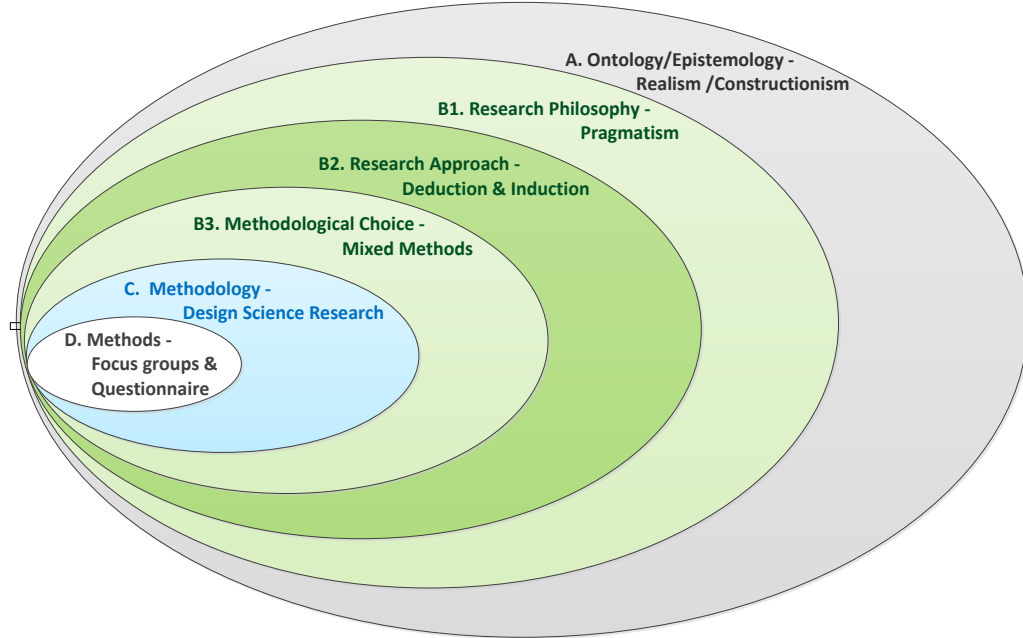 A. Ontology/Epistemology -
Realism /Constructionism
B1. Research Philosophy -
Pragmatism
B2. Research Approach -
Deduction & Induction
B3. Methodological Choice -
Mixed Methods
C.  Methodology -
Design Science Research
D. Methods -
Focus groups &
Questionnaire